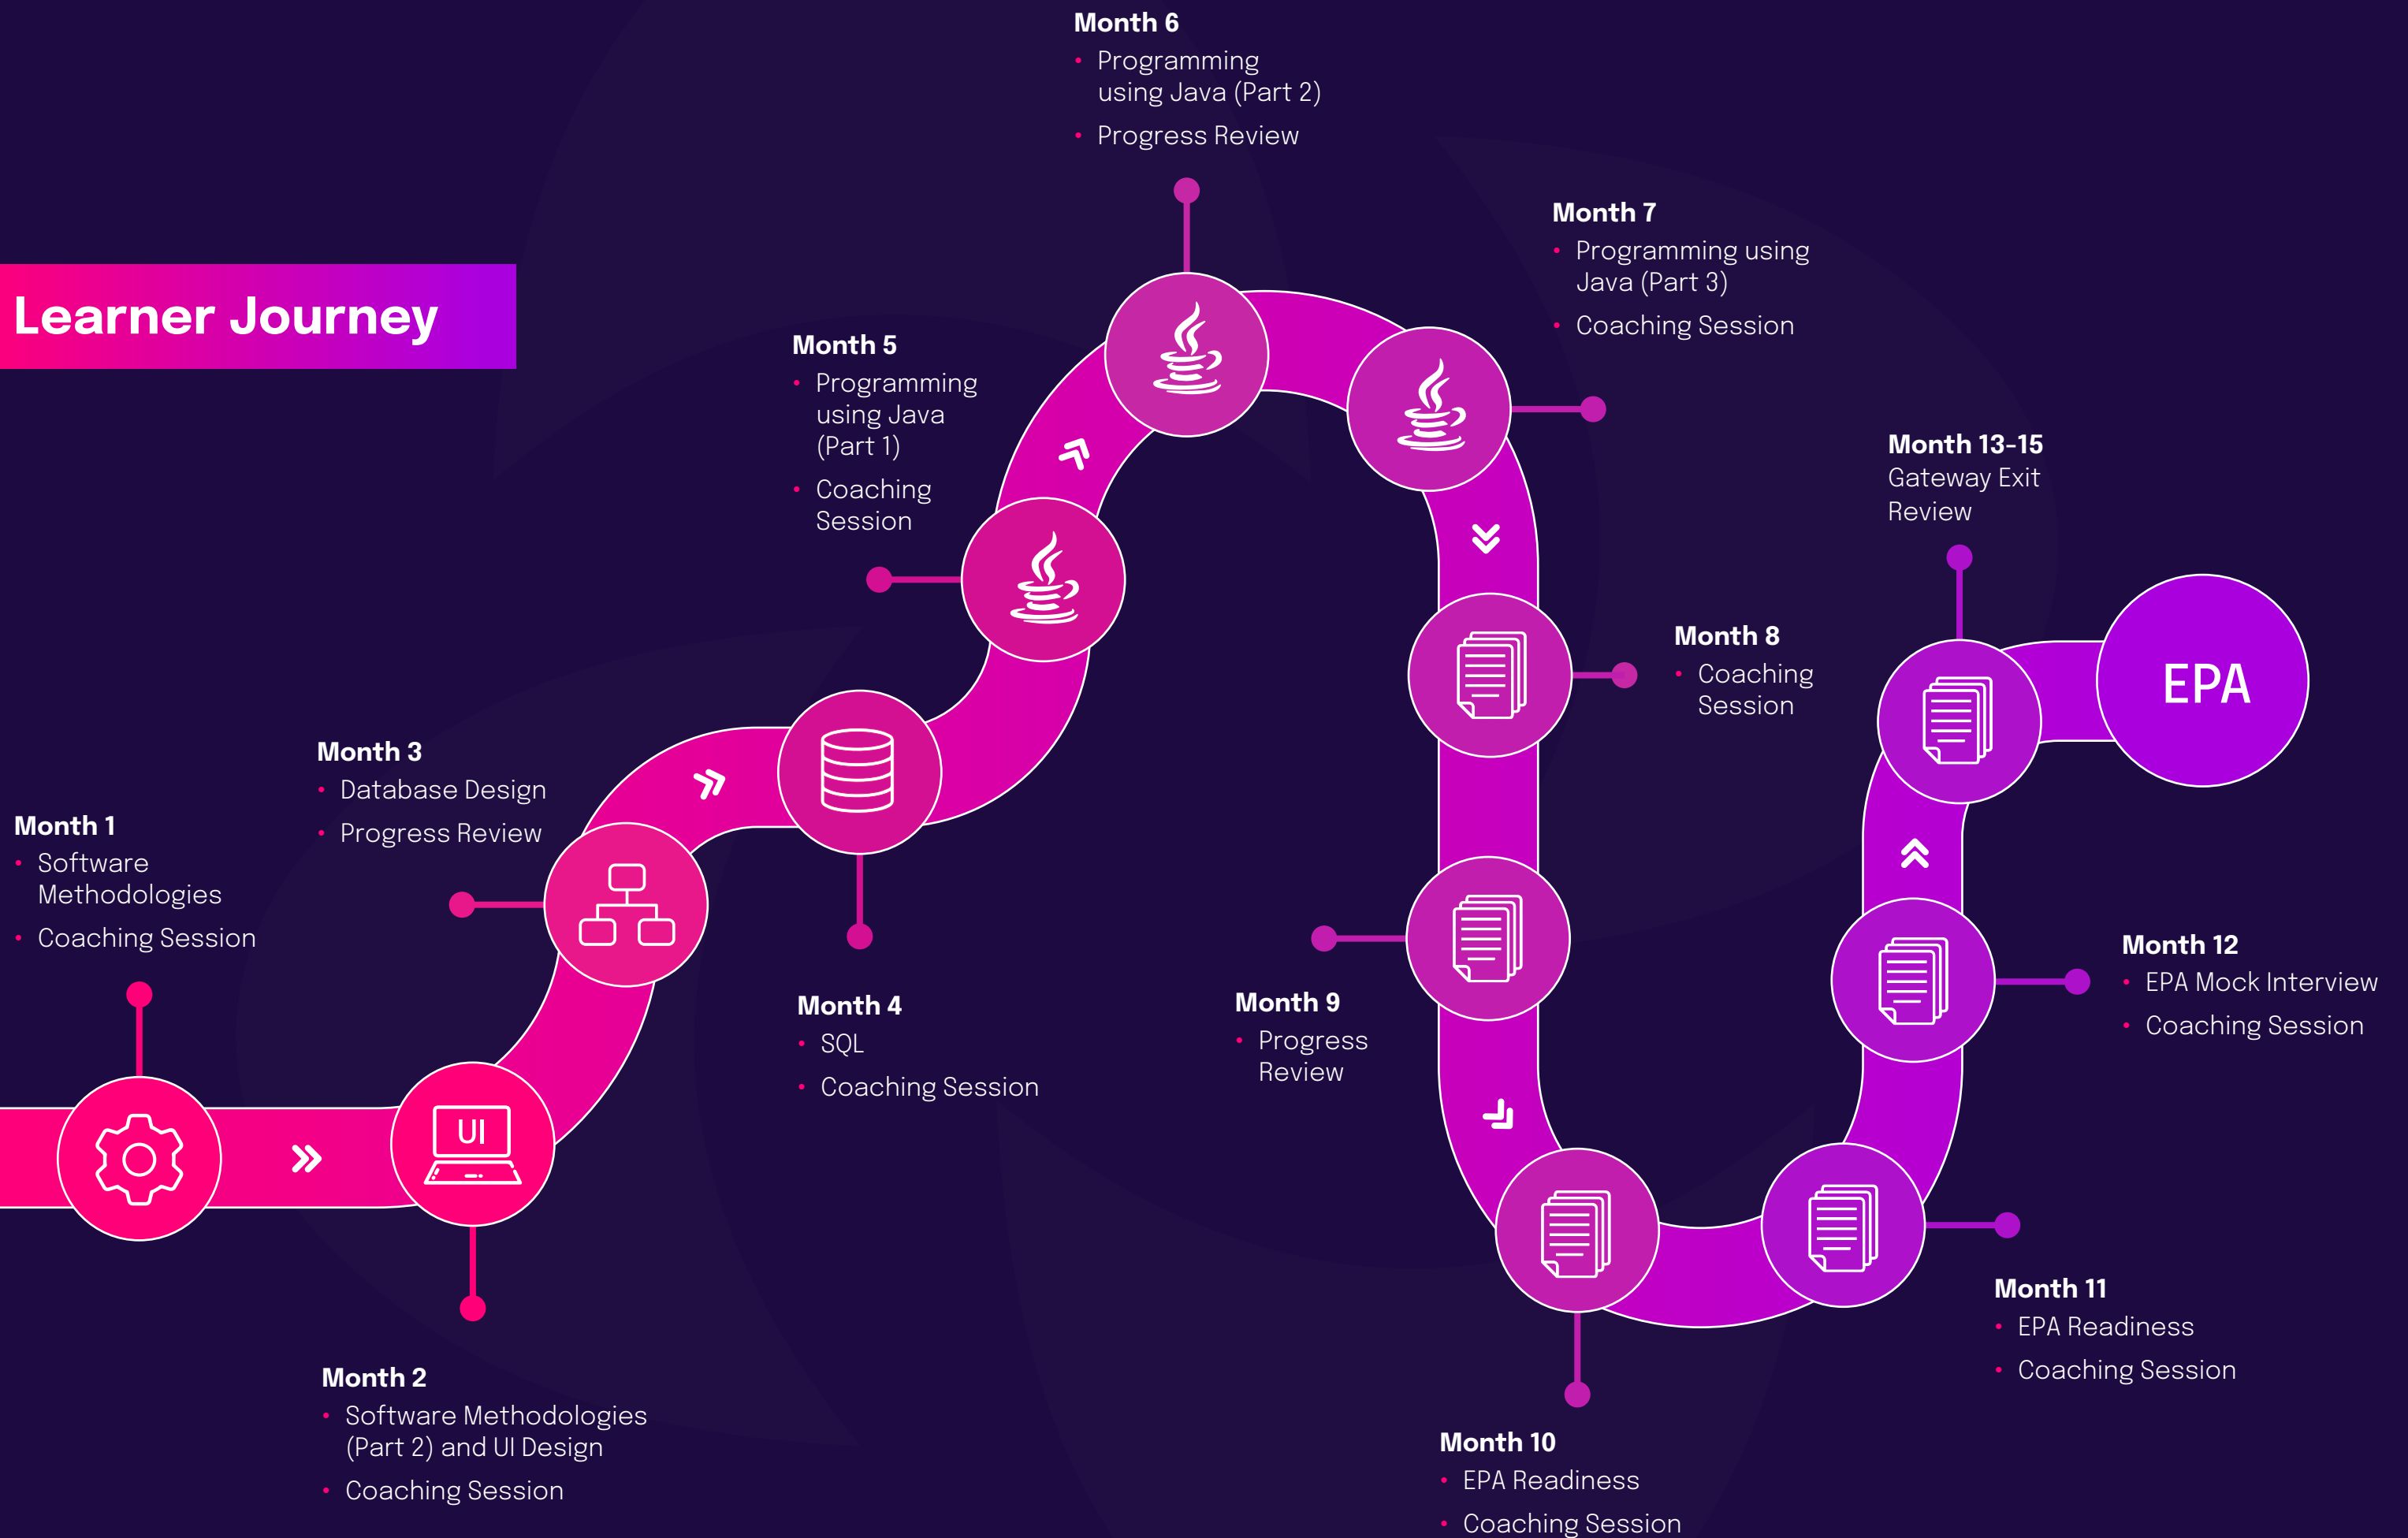 Learner Journey
Month 1
• Software
Methodologies
• Coaching Session
UI
Month 2
• Software Methodologies
(Part 2) and UI Design
• Coaching Session
Month 3
• Database Design
• Progress Review
Month 4
• SQL
• Coaching Session
Month 5
• Programming
using Java
(Part 1)
• Coaching
Session
Month 6
• Programming
using Java (Part 2)
• Progress Review
Month 7
• Programming using
Java (Part 3)
• Coaching Session
Month 8
• Coaching
Session
Month 9
• Progress
Review
Month 10
• EPA Readiness
• Coaching Session
Month 11
• EPA Readiness
• Coaching Session
Month 12
• EPA Mock Interview
• Coaching Session
Month 13-15
Gateway Exit
Review
EPA